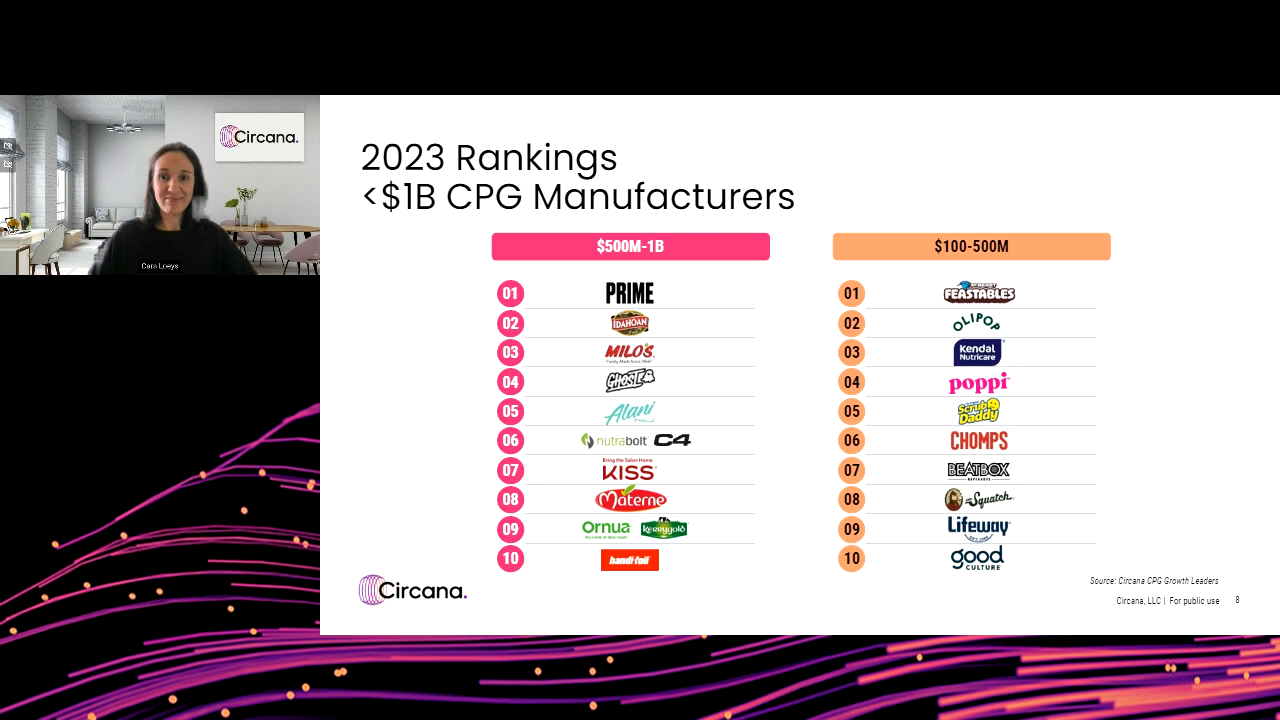 Circana.
Cara Loeys
2023 Rankings
<$1B CPG Manufacturers
$500M-1B
01 PRIME
02 IDAHOAN
03 MILO'S
04 GHOST
05 Alani NU
06 nutrabolt C4
07 Bring the Salon Home KISS
08 Materne
09 Ornua Kerrygold
10 handi-foil
$100-500M
01 FEASTABLES
02 OLIPOP
03 Kendal Nutricare
04 poppi
05 Scrub Daddy
06 CHOMPS
07 BEATBOX BEVERAGES
08 Squatch
09 Lifeway
10 good CULTURE
Circana.
Source: Circana CPG Growth Leaders
Circana, LLC | For public use 8